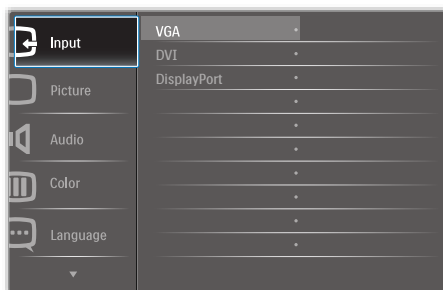 Input
Picture
Audio
Color
Language
VGA
DVI
DisplayPort